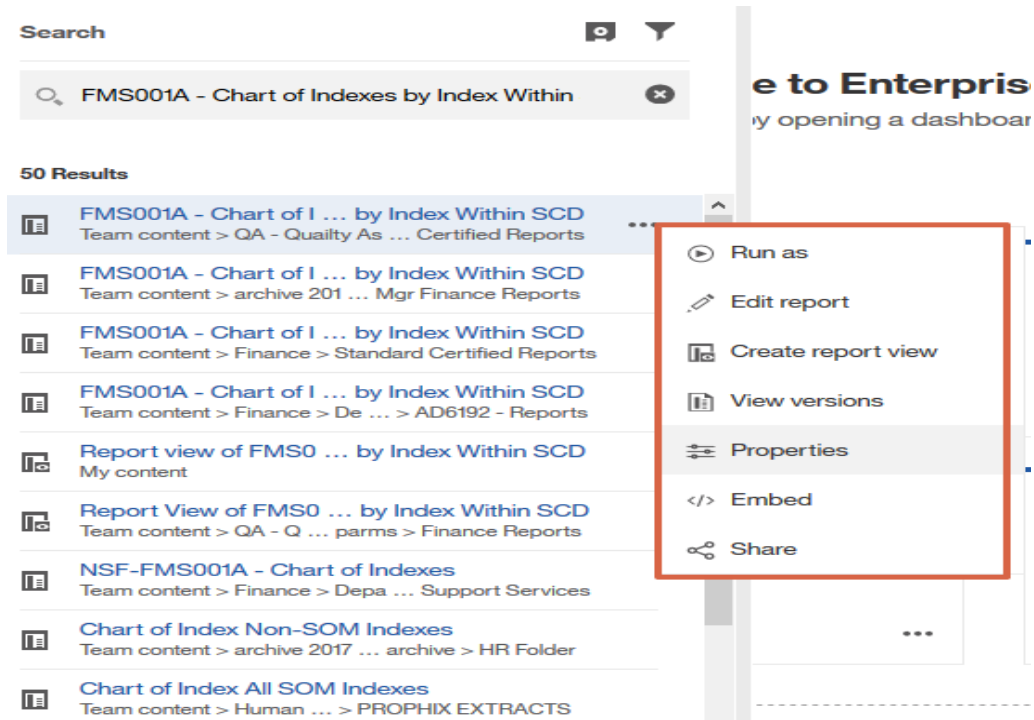 Search
FMS001A - Chart of Indexes by Index Within
e to Enterpris
by opening a dashboar
50 Results
FMS001A - Chart of I ... by Index Within SCD
Team content > QA - Quailty As ... Certified Reports
FMS001A - Chart of I ... by Index Within SCD
Team content > archive 201 ... Mgr Finance Reports
FMS001A - Chart of I ... by Index Within SCD
Team content > Finance > Standard Certified Reports
FMS001A - Chart of I ... by Index Within SCD
Team content > Finance > De ... > AD6192 - Reports
Report view of FMS0 ... by Index Within SCD
My content
Report View of FMS0 ... by Index Within SCD
Team content > QA - Q ... parms > Finance Reports
NSF-FMS001A - Chart of Indexes
Team content > Finance > Depa ... Support Services
Chart of Index Non-SOM Indexes
Team content > archive 2017 ... archive > HR Folder
Chart of Index All SOM Indexes
Team content > Human ... > PROPHIX EXTRACTS
Run as
Edit report
Create report view
View versions
Properties
Embed
Share